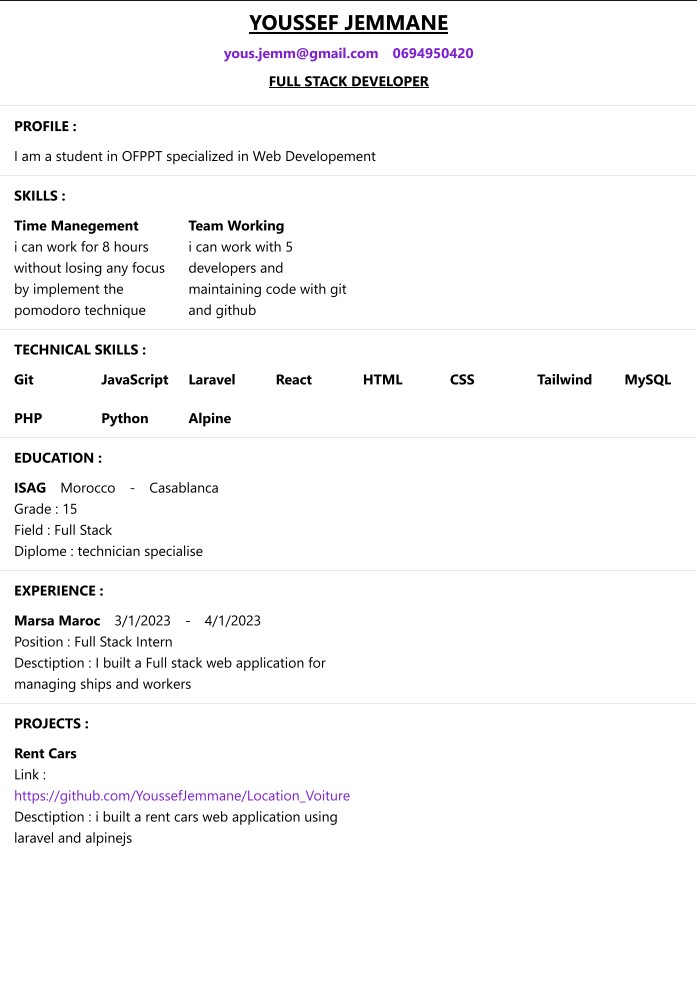 YOUSSEF JEMMANE
yous.jemm@gmail.com 0694950420
FULL STACK DEVELOPER
PROFILE :
I am a student in OFPPT specialized in Web Developement
SKILLS :
Time Manegement
i can work for 8 hours
without losing any focus
by implement the
pomodoro technique
Team Working
i can work with 5
developers and
maintaining code with git
and github
TECHNICAL SKILLS :
Git JavaScript Laravel React HTML CSS Tailwind MySQL
PHP Python Alpine
EDUCATION :
ISAG Morocco - Casablanca
Grade : 15
Field : Full Stack
Diplome : technician specialise
EXPERIENCE :
Marsa Maroc 3/1/2023 - 4/1/2023
Position : Full Stack Intern
Desctiption : I built a Full stack web application for
managing ships and workers
PROJECTS :
Rent Cars
Link :
https://github.com/YoussefJemmane/Location_Voiture
Desctiption : i built a rent cars web application using
laravel and alpinejs